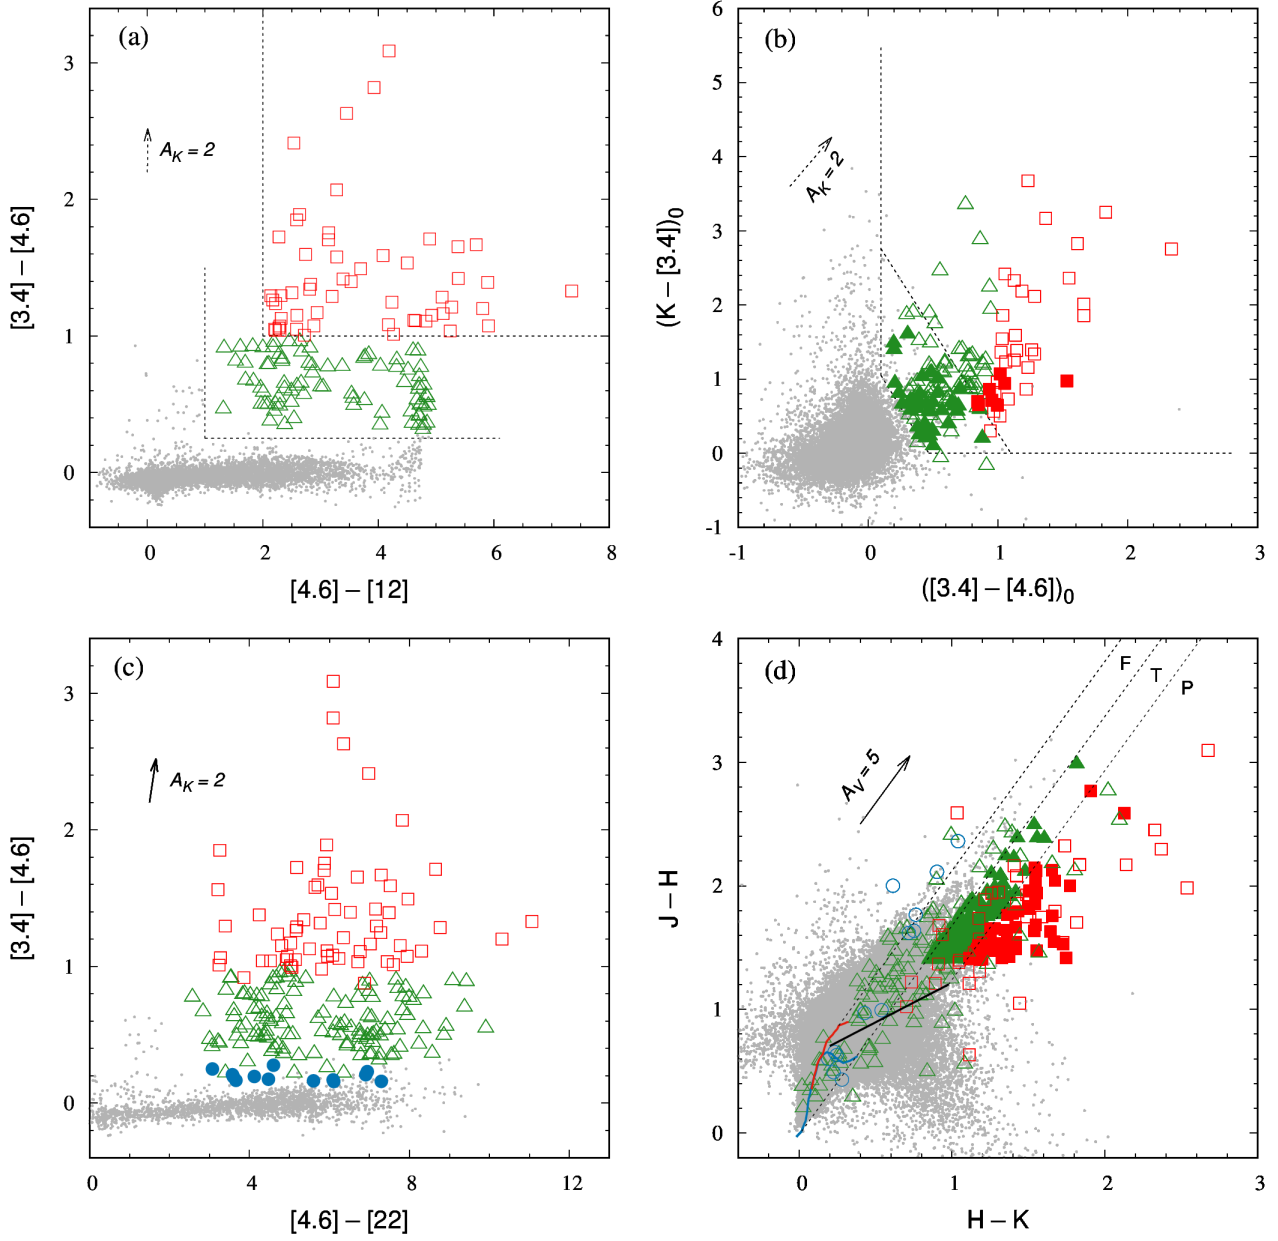 (a)
3
2
1
0
[3.4] – [4.6]
A_K = 2
0 2 4 6 8
[4.6] – [12]
(b)
6
5
4
3
2
1
0
-1
(K – [3.4])_0
A_K = 2
-1 0 1 2 3
([3.4] – [4.6])_0
(c)
3
2
1
0
[3.4] – [4.6]
A_K = 2
0 4 8 12
[4.6] – [22]
(d)
4
3
2
1
0
J – H
A_V = 5
F
T
P
0 1 2 3
H – K